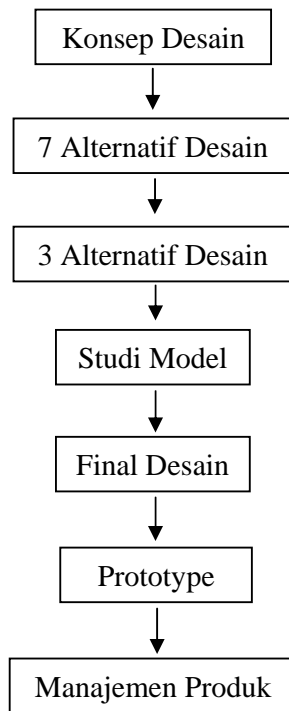 Konsep Desain
7 Alternatif Desain
3 Alternatif Desain
Studi Model
Final Desain
Prototype
Manajemen Produk